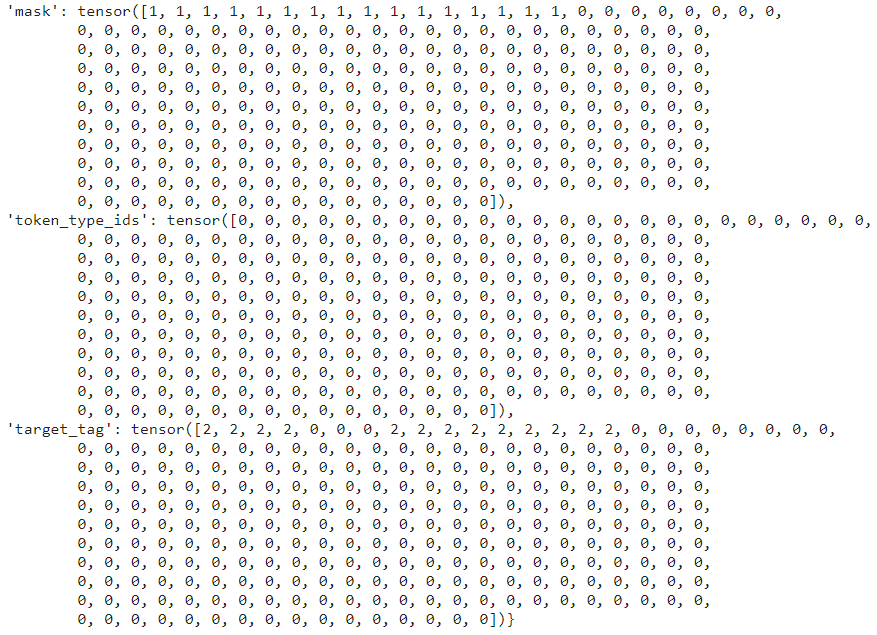 'mask': tensor([1, 1, 1, 1, 1, 1, 1, 1, 1, 1, 1, 1, 1, 1, 1, 1, 0, 0, 0, 0, 0, 0, 0, 0,
0, 0, 0, 0, 0, 0, 0, 0, 0, 0, 0, 0, 0, 0, 0, 0, 0, 0, 0, 0, 0, 0, 0, 0,
0, 0, 0, 0, 0, 0, 0, 0, 0, 0, 0, 0, 0, 0, 0, 0, 0, 0, 0, 0, 0, 0, 0, 0,
0, 0, 0, 0, 0, 0, 0, 0, 0, 0, 0, 0, 0, 0, 0, 0, 0, 0, 0, 0, 0, 0, 0, 0,
0, 0, 0, 0, 0, 0, 0, 0, 0, 0, 0, 0, 0, 0, 0, 0, 0, 0, 0, 0, 0, 0, 0, 0,
0, 0, 0, 0, 0, 0, 0, 0, 0, 0, 0, 0, 0, 0, 0, 0, 0, 0, 0, 0, 0, 0, 0, 0,
0, 0, 0, 0, 0, 0, 0, 0, 0, 0, 0, 0, 0, 0, 0, 0, 0, 0, 0, 0, 0, 0, 0, 0,
0, 0, 0, 0, 0, 0, 0, 0, 0, 0, 0, 0, 0, 0, 0, 0, 0, 0, 0, 0, 0, 0, 0, 0,
0, 0, 0, 0, 0, 0, 0, 0, 0, 0, 0, 0, 0, 0, 0, 0, 0, 0, 0, 0, 0, 0, 0, 0,
0, 0, 0, 0, 0, 0, 0, 0, 0, 0, 0, 0, 0, 0, 0, 0, 0, 0, 0, 0, 0, 0, 0, 0,
0, 0, 0, 0, 0, 0, 0, 0, 0, 0, 0, 0, 0, 0, 0, 0]),
'token_type_ids': tensor([0, 0, 0, 0, 0, 0, 0, 0, 0, 0, 0, 0, 0, 0, 0, 0, 0, 0, 0, 0, 0, 0, 0, 0,
0, 0, 0, 0, 0, 0, 0, 0, 0, 0, 0, 0, 0, 0, 0, 0, 0, 0, 0, 0, 0, 0, 0, 0,
0, 0, 0, 0, 0, 0, 0, 0, 0, 0, 0, 0, 0, 0, 0, 0, 0, 0, 0, 0, 0, 0, 0, 0,
0, 0, 0, 0, 0, 0, 0, 0, 0, 0, 0, 0, 0, 0, 0, 0, 0, 0, 0, 0, 0, 0, 0, 0,
0, 0, 0, 0, 0, 0, 0, 0, 0, 0, 0, 0, 0, 0, 0, 0, 0, 0, 0, 0, 0, 0, 0, 0,
0, 0, 0, 0, 0, 0, 0, 0, 0, 0, 0, 0, 0, 0, 0, 0, 0, 0, 0, 0, 0, 0, 0, 0,
0, 0, 0, 0, 0, 0, 0, 0, 0, 0, 0, 0, 0, 0, 0, 0, 0, 0, 0, 0, 0, 0, 0, 0,
0, 0, 0, 0, 0, 0, 0, 0, 0, 0, 0, 0, 0, 0, 0, 0, 0, 0, 0, 0, 0, 0, 0, 0,
0, 0, 0, 0, 0, 0, 0, 0, 0, 0, 0, 0, 0, 0, 0, 0, 0, 0, 0, 0, 0, 0, 0, 0,
0, 0, 0, 0, 0, 0, 0, 0, 0, 0, 0, 0, 0, 0, 0, 0, 0, 0, 0, 0, 0, 0, 0, 0,
0, 0, 0, 0, 0, 0, 0, 0, 0, 0, 0, 0, 0, 0, 0, 0]),
'target_tag': tensor([2, 2, 2, 2, 0, 0, 0, 2, 2, 2, 2, 2, 2, 2, 2, 2, 0, 0, 0, 0, 0, 0, 0, 0,
0, 0, 0, 0, 0, 0, 0, 0, 0, 0, 0, 0, 0, 0, 0, 0, 0, 0, 0, 0, 0, 0, 0, 0,
0, 0, 0, 0, 0, 0, 0, 0, 0, 0, 0, 0, 0, 0, 0, 0, 0, 0, 0, 0, 0, 0, 0, 0,
0, 0, 0, 0, 0, 0, 0, 0, 0, 0, 0, 0, 0, 0, 0, 0, 0, 0, 0, 0, 0, 0, 0, 0,
0, 0, 0, 0, 0, 0, 0, 0, 0, 0, 0, 0, 0, 0, 0, 0, 0, 0, 0, 0, 0, 0, 0, 0,
0, 0, 0, 0, 0, 0, 0, 0, 0, 0, 0, 0, 0, 0, 0, 0, 0, 0, 0, 0, 0, 0, 0, 0,
0, 0, 0, 0, 0, 0, 0, 0, 0, 0, 0, 0, 0, 0, 0, 0, 0, 0, 0, 0, 0, 0, 0, 0,
0, 0, 0, 0, 0, 0, 0, 0, 0, 0, 0, 0, 0, 0, 0, 0, 0, 0, 0, 0, 0, 0, 0, 0,
0, 0, 0, 0, 0, 0, 0, 0, 0, 0, 0, 0, 0, 0, 0, 0, 0, 0, 0, 0, 0, 0, 0, 0,
0, 0, 0, 0, 0, 0, 0, 0, 0, 0, 0, 0, 0, 0, 0, 0, 0, 0, 0, 0, 0, 0, 0, 0,
0, 0, 0, 0, 0, 0, 0, 0, 0, 0, 0, 0, 0, 0, 0, 0])}